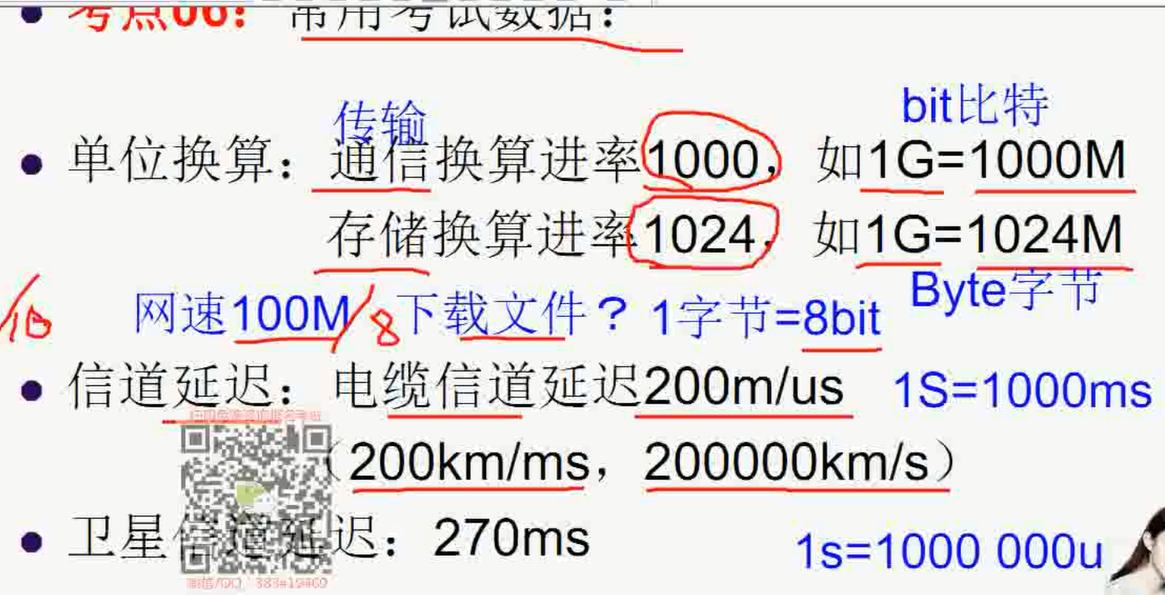 考点06：常用考试数据：
传输
bit比特
单位换算：通信换算进率1000，如1G=1000M
存储换算进率1024，如1G=1024M
Byte字节
网速100M/8下载文件？1字节=8bit
/10
信道延迟：电缆信道延迟200m/us 1S=1000ms
（200km/ms，200000km/s）
卫星信道延迟：270ms
1s=1000 000u